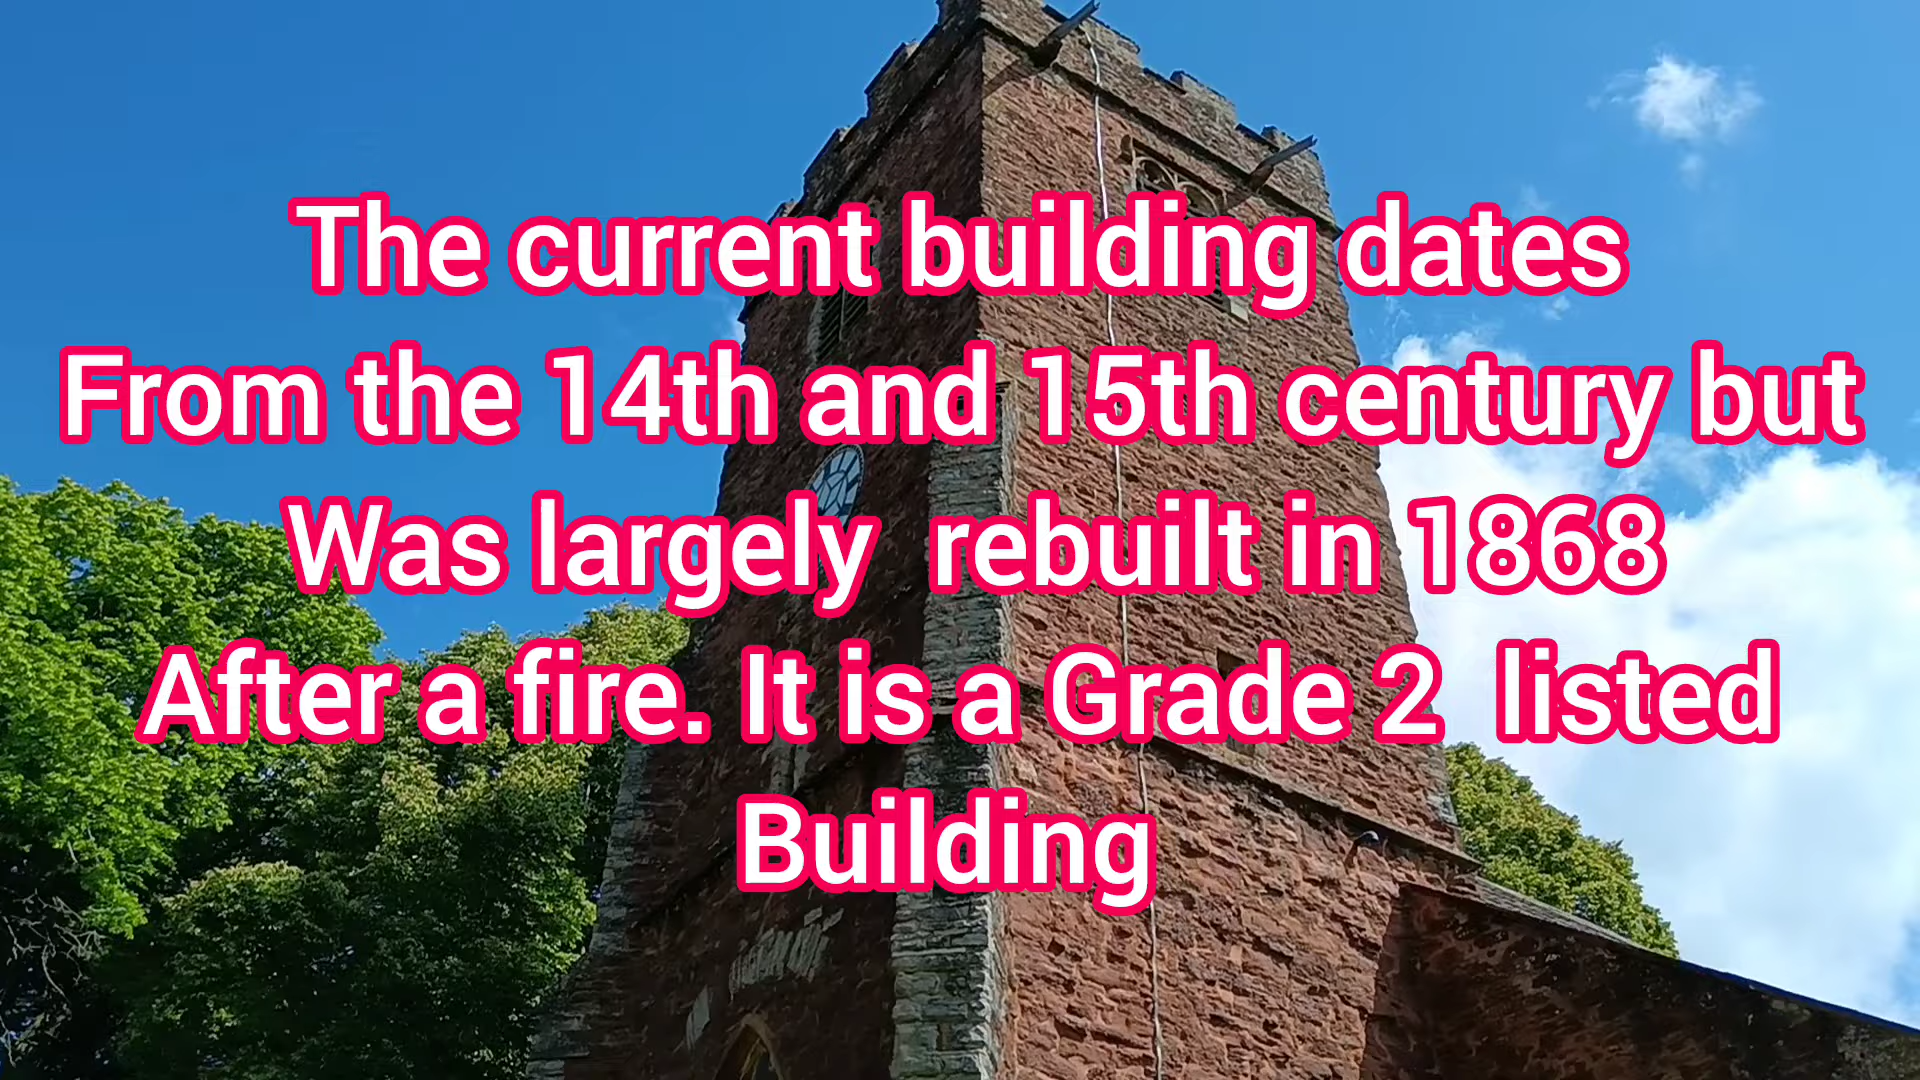 The current building dates
From the 14th and 15th century but
Was largely  rebuilt in 1868
After a fire. It is a Grade 2  listed
Building